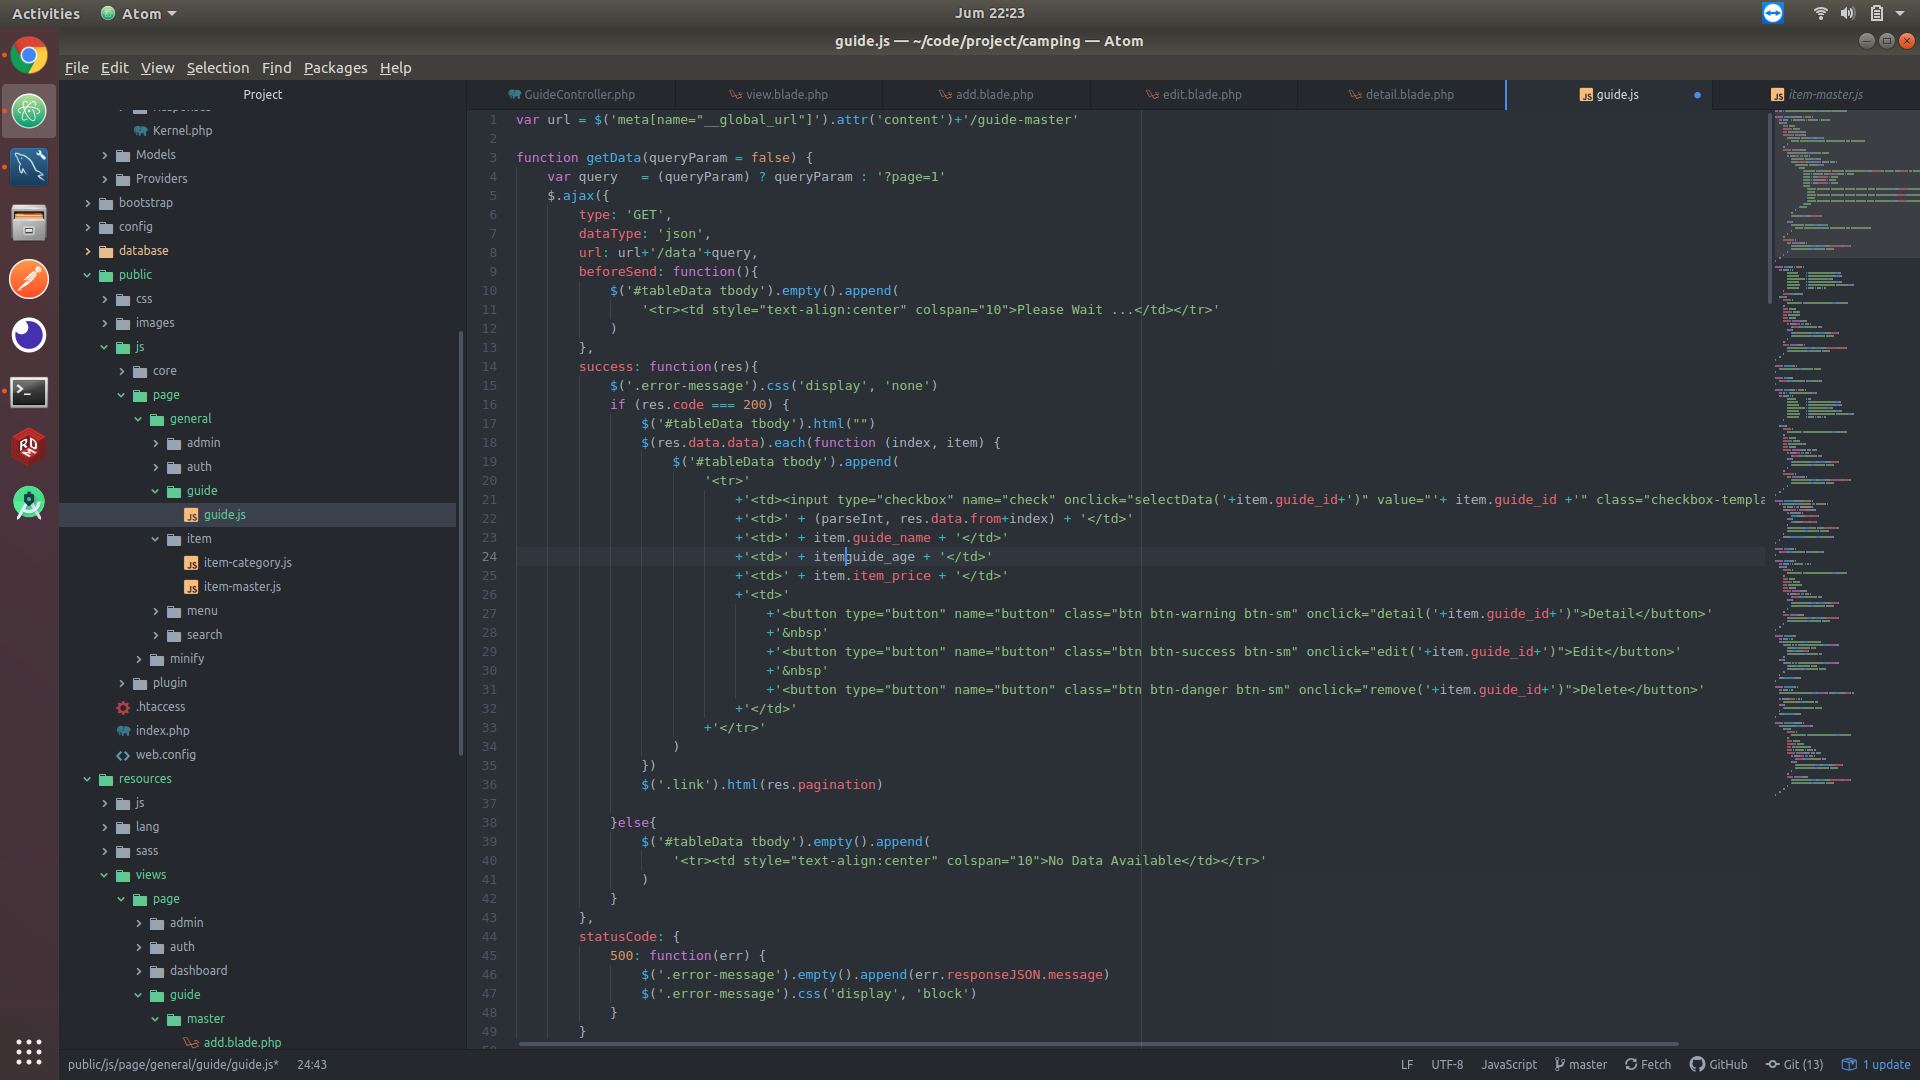 Activities Atom Jum 22:23
guide.js — ~/code/project/camping — Atom
File Edit View Selection Find Packages Help
Project
Kernel.php
Models
Providers
bootstrap
config
database
public
css
images
js
core
page
general
admin
auth
guide
guide.js
item
item-category.js
item-master.js
menu
search
minify
plugin
.htaccess
index.php
web.config
resources
js
lang
sass
views
page
admin
auth
dashboard
guide
master
add.blade.php
GuideController.php view.blade.php add.blade.php edit.blade.php detail.blade.php guide.js item-master.js
1 var url = $('meta[name="__global_url"]').attr('content')+'/guide-master'
2
3 function getData(queryParam = false) {
4 var query = (queryParam) ? queryParam : '?page=1'
5 $.ajax({
6 type: 'GET',
7 dataType: 'json',
8 url: url+'/data'+query,
9 beforeSend: function(){
10 $('#tableData tbody').empty().append(
11 '<tr><td style="text-align:center" colspan="10">Please Wait ...</td></tr>'
12 )
13 },
14 success: function(res){
15 $('.error-message').css('display', 'none')
16 if (res.code === 200) {
17 $('#tableData tbody').html("")
18 $(res.data.data).each(function (index, item) {
19 $('#tableData tbody').append(
20 '<tr>'
21 +'<td><input type="checkbox" name="check" onclick="selectData('+item.guide_id+')" value="'+ item.guide_id +'" class="checkbox-templa
22 +'<td>' + (parseInt, res.data.from+index) + '</td>'
23 +'<td>' + item.guide_name + '</td>'
24 +'<td>' + itemguide_age + '</td>'
25 +'<td>' + item.item_price + '</td>'
26 +'<td>'
27 +'<button type="button" name="button" class="btn btn-warning btn-sm" onclick="detail('+item.guide_id+')">Detail</button>'
28 +'&nbsp'
29 +'<button type="button" name="button" class="btn btn-success btn-sm" onclick="edit('+item.guide_id+')">Edit</button>'
30 +'&nbsp'
31 +'<button type="button" name="button" class="btn btn-danger btn-sm" onclick="remove('+item.guide_id+')">Delete</button>'
32 +'</td>'
33 +'</tr>'
34 )
35 })
36 $('.link').html(res.pagination)
37
38 }else{
39 $('#tableData tbody').empty().append(
40 '<tr><td style="text-align:center" colspan="10">No Data Available</td></tr>'
41 )
42 }
43 },
44 statusCode: {
45 500: function(err) {
46 $('.error-message').empty().append(err.responseJSON.message)
47 $('.error-message').css('display', 'block')
48 }
49 }
public/js/page/general/guide/guide.js* 24:43 LF UTF-8 JavaScript master Fetch GitHub Git (13) 1 update